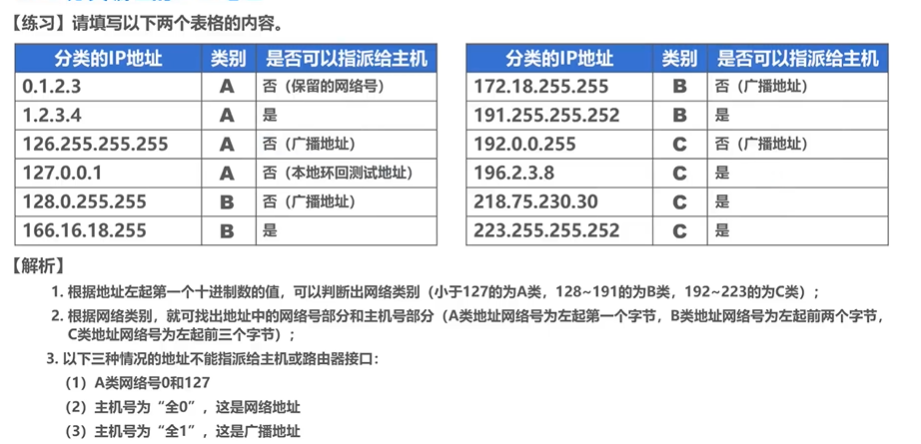 【练习】请填写以下两个表格的内容。
分类的IP地址 类别 是否可以指派给主机
0.1.2.3 A 否（保留的网络号）
1.2.3.4 A 是
126.255.255.255 A 否（广播地址）
127.0.0.1 A 否（本地环回测试地址）
128.0.255.255 B 否（广播地址）
166.16.18.255 B 是
分类的IP地址 类别 是否可以指派给主机
172.18.255.255 B 否（广播地址）
191.255.255.252 B 是
192.0.0.255 C 否（广播地址）
196.2.3.8 C 是
218.75.230.30 C 是
223.255.255.252 C 是
【解析】
1. 根据地址左起第一个十进制数的值，可以判断出网络类别（小于127的为A类，128~191的为B类，192~223的为C类）；
2. 根据网络类别，就可找出地址中的网络号部分和主机号部分（A类地址网络号为左起第一个字节，B类地址网络号为左起前两个字节，
C类地址网络号为左起前三个字节）；
3. 以下三种情况的地址不能指派给主机或路由器接口：
（1）A类网络号0和127
（2）主机号为“全0”，这是网络地址
（3）主机号为“全1”，这是广播地址